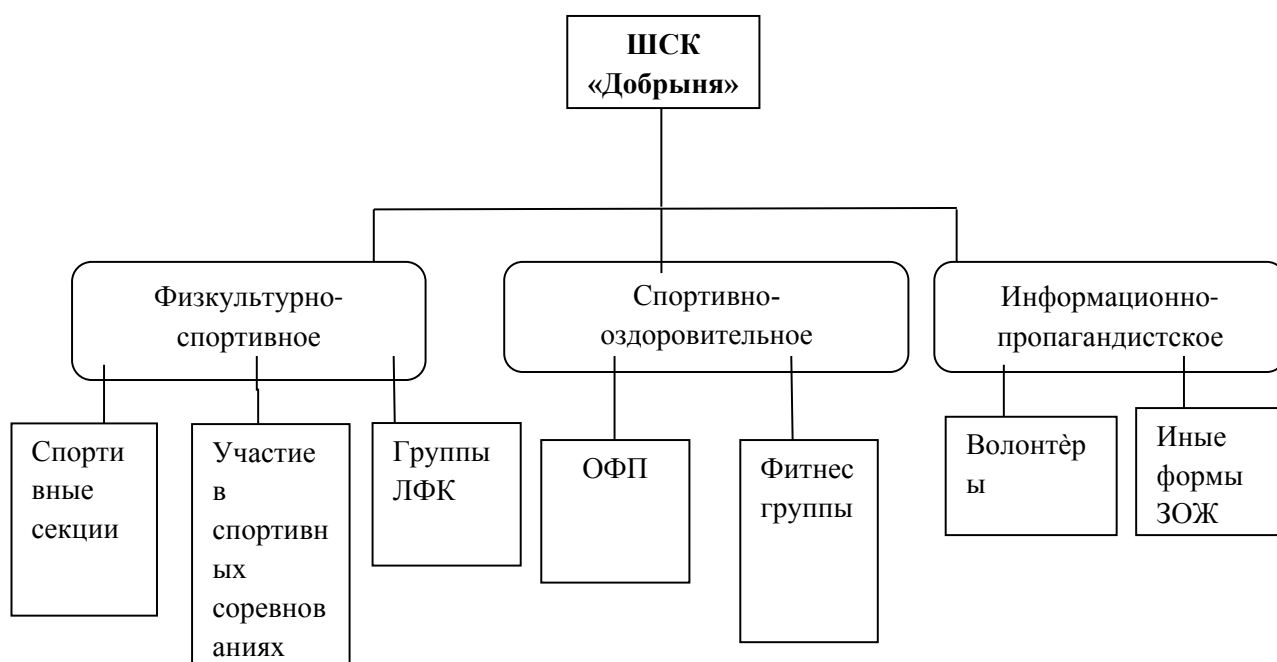 ШСК
«Добрыня»
Физкультурно-
спортивное
Спортивно-
оздоровительное
Информационно-
пропагандистское
Спорти
вные
секции
Участие
в
спортивн
ых
соревнов
аниях
Группы
ЛФК
ОФП
Фитнес
группы
Волонтѐр
ы
Иные
формы
ЗОЖ